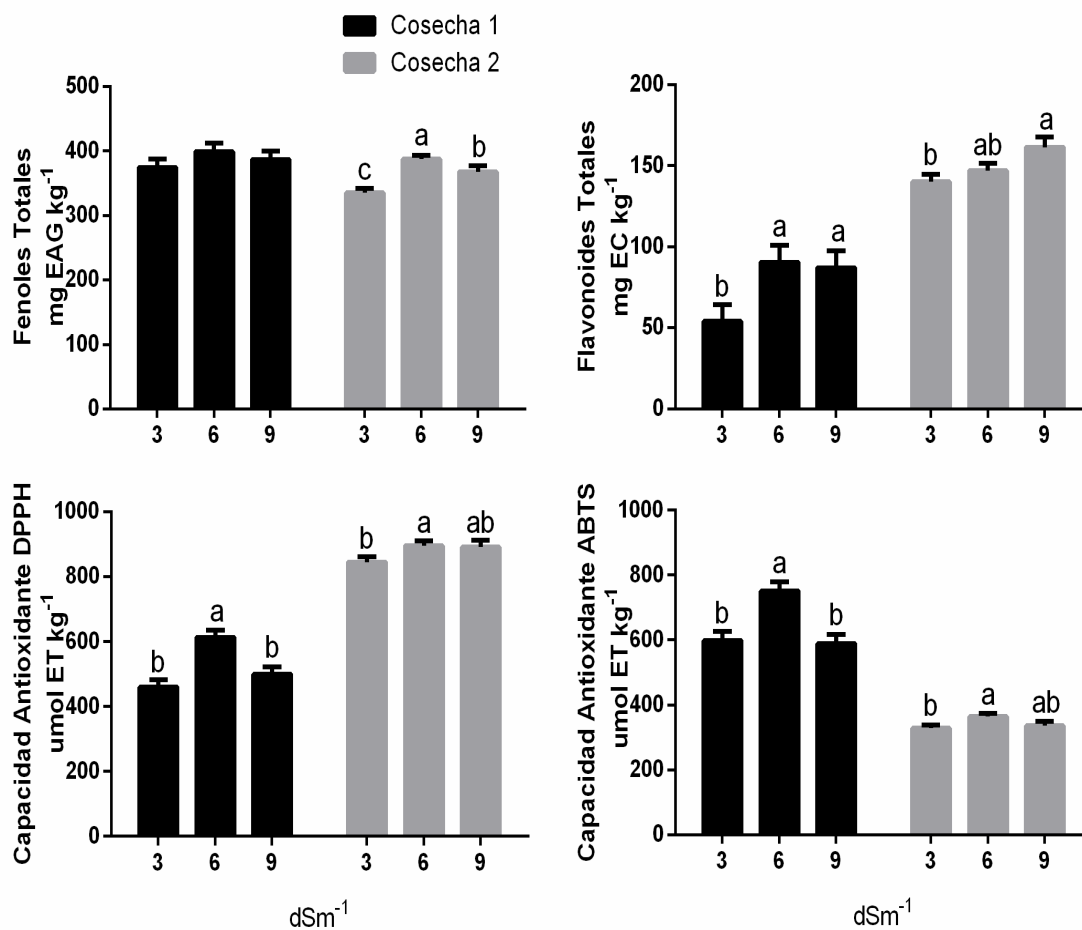 Cosecha 1
Cosecha 2
Fenoles Totales
mg EAG kg⁻¹
500
400
300
200
100
0
c
a
b
3 6 9 3 6 9
Flavonoides Totales
mg EC kg⁻¹
200
150
100
50
0
b
a
a
b
ab
a
3 6 9 3 6 9
Capacidad Antioxidante DPPH
umol ET kg⁻¹
1000
800
600
400
200
0
b
a
b
b
a
ab
3 6 9 3 6 9
dSm⁻¹
Capacidad Antioxidante ABTS
umol ET kg⁻¹
1000
800
600
400
200
0
b
a
b
b
a
ab
3 6 9 3 6 9
dSm⁻¹